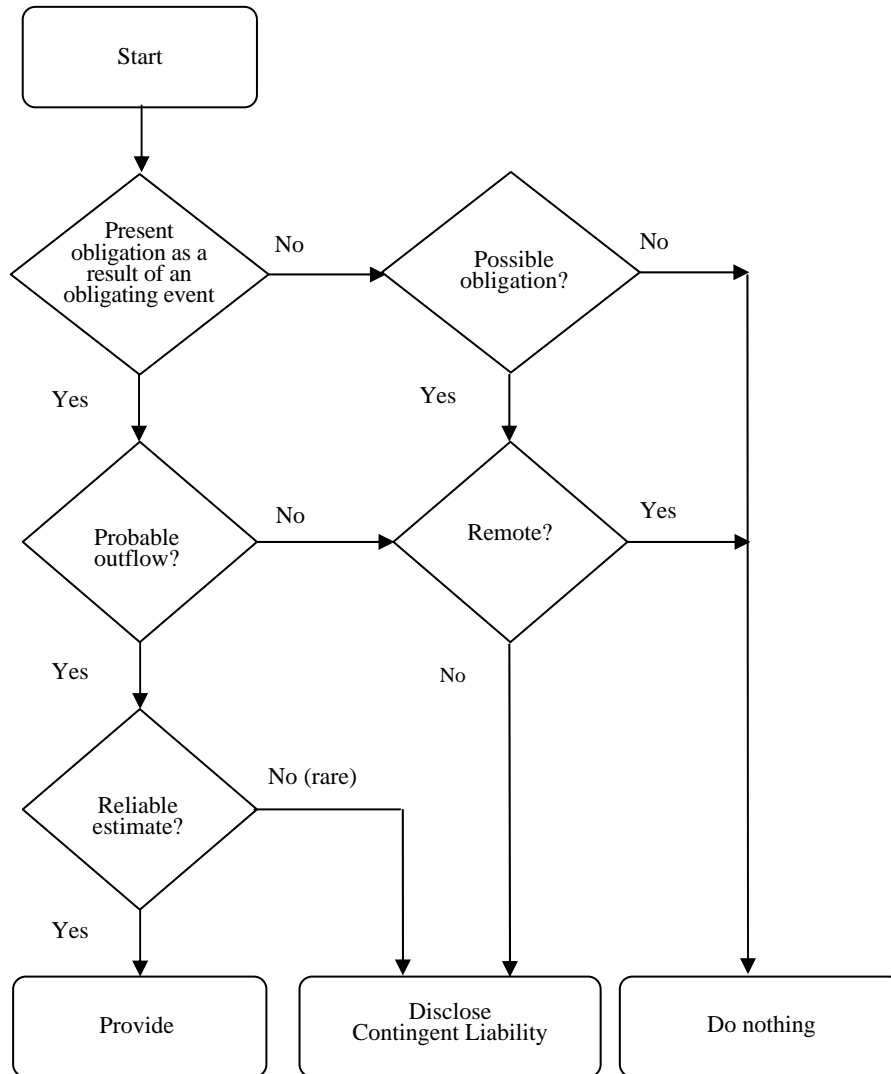 Start
Present
obligation as a
result of an
obligating event
No
Possible
obligation?
No
Yes
Yes
Probable
outflow?
No
Remote?
Yes
Yes
No
Reliable
estimate?
No (rare)
Yes
Provide
Disclose
Contingent Liability
Do nothing